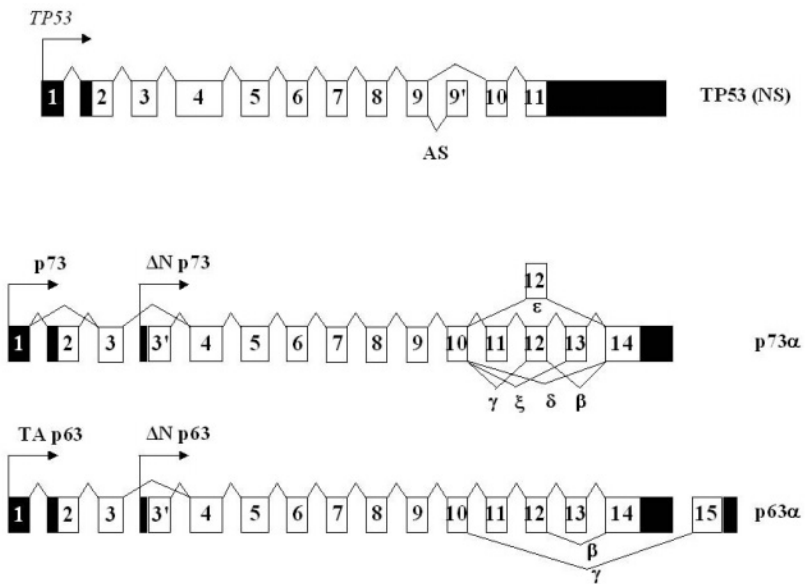 TP53
1 2 3 4 5 6 7 8 9 9' 10 11 TP53 (NS)
AS
12
p73 ΔN p73 ε
1 2 3 3' 4 5 6 7 8 9 10 11 12 13 14 p73α
γ ξ δ β
TA p63 ΔN p63
1 2 3 3' 4 5 6 7 8 9 10 11 12 13 14 15 p63α
β
γ